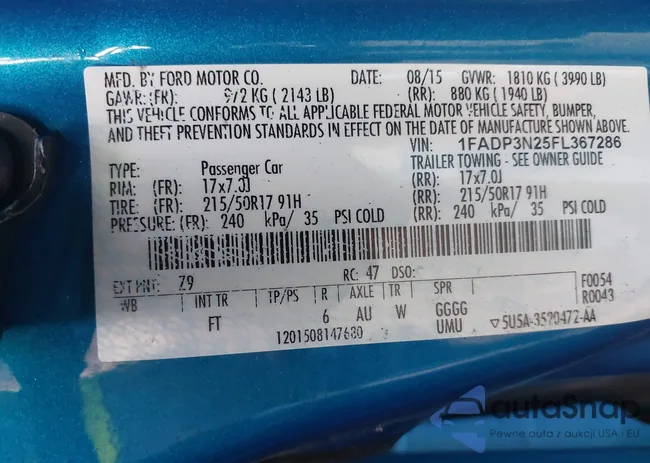 MFD. BY FORD MOTOR CO. DATE: 08/15 GVWR: 1810 KG (3990 LB)
GAWR: (FR): 972 KG (2143 LB) (RR): 880 KG (1940 LB)
THIS VEHICLE CONFORMS TO ALL APPLICABLE FEDERAL MOTOR VEHICLE SAFETY, BUMPER,
AND THEFT PREVENTION STANDARDS IN EFFECT ON THE DATE OF MANUFACTURE SHOWN ABOVE.
VIN: 1FADP3N25FL367286
TYPE: Passenger Car TRAILER TOWING - SEE OWNER GUIDE
RIM: (FR): 17x7.0J (RR): 17x7.0J
TIRE: (FR): 215/50R17 91H (RR): 215/50R17 91H
PRESSURE: (FR): 240 kPa/ 35 PSI COLD (RR): 240 kPa/ 35 PSI COLD
EXT PNT: Z9 RC: 47 DSO: F0054
WB INT TR TP/PS R AXLE TR SPR R0043
FT 6 AU W GGGG
UMU ▽5U5A-3520472-AA
1201508147680
autoSnap
Pewne auta z aukcji USA i EU